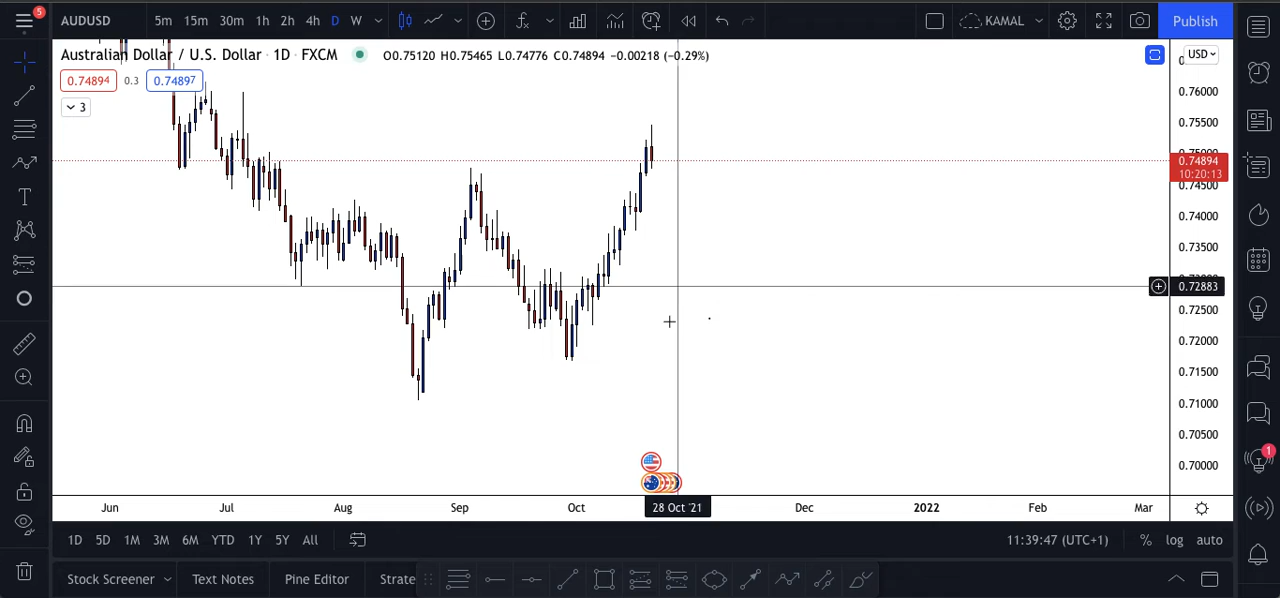 5
AUDUSD 5m 15m 30m 1h 2h 4h D W KAMAL Publish
Australian Dollar / U.S. Dollar · 1D · FXCM O0.75120 H0.75465 L0.74776 C0.74894 −0.00218 (−0.29%) USD
0.74894 0.3 0.74897
3
0.76000
0.75500
0.74894
10:20:13
0.74500
0.74000
0.73500
0.72883
0.72500
0.72000
0.71500
0.71000
0.70500
0.70000
1
Jun Jul Aug Sep Oct 28 Oct '21 Dec 2022 Feb Mar
1D 5D 1M 3M 6M YTD 1Y 5Y All 11:39:47 (UTC+1) % log auto
Stock Screener Text Notes Pine Editor Strate